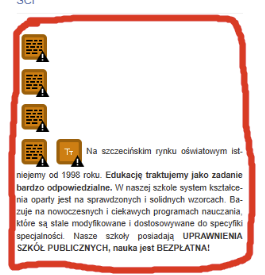 SCI
Tт Na szczecińskim rynku oświatowym ist-
niejemy od 1998 roku. Edukację traktujemy jako zadanie
bardzo odpowiedzialne. W naszej szkole system kształce-
nia oparty jest na sprawdzonych i solidnych wzorcach. Ba-
zuje na nowoczesnych i ciekawych programach nauczania,
które są stale modyfikowane i dostosowywane do specyfiki
specjalności. Nasze szkoły posiadają UPRAWNIENIA
SZKÓŁ PUBLICZNYCH, nauka jest BEZPŁATNA!